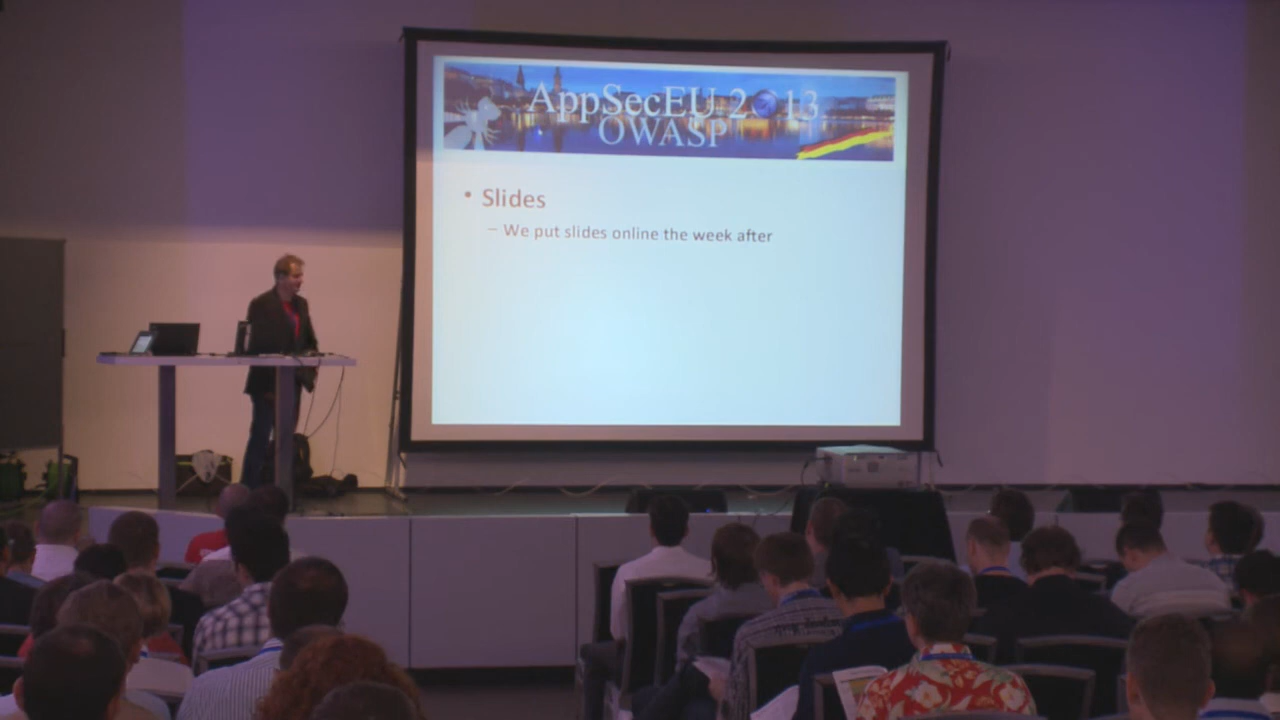 AppSecEU 2013
OWASP
• Slides
– We put slides online the week after